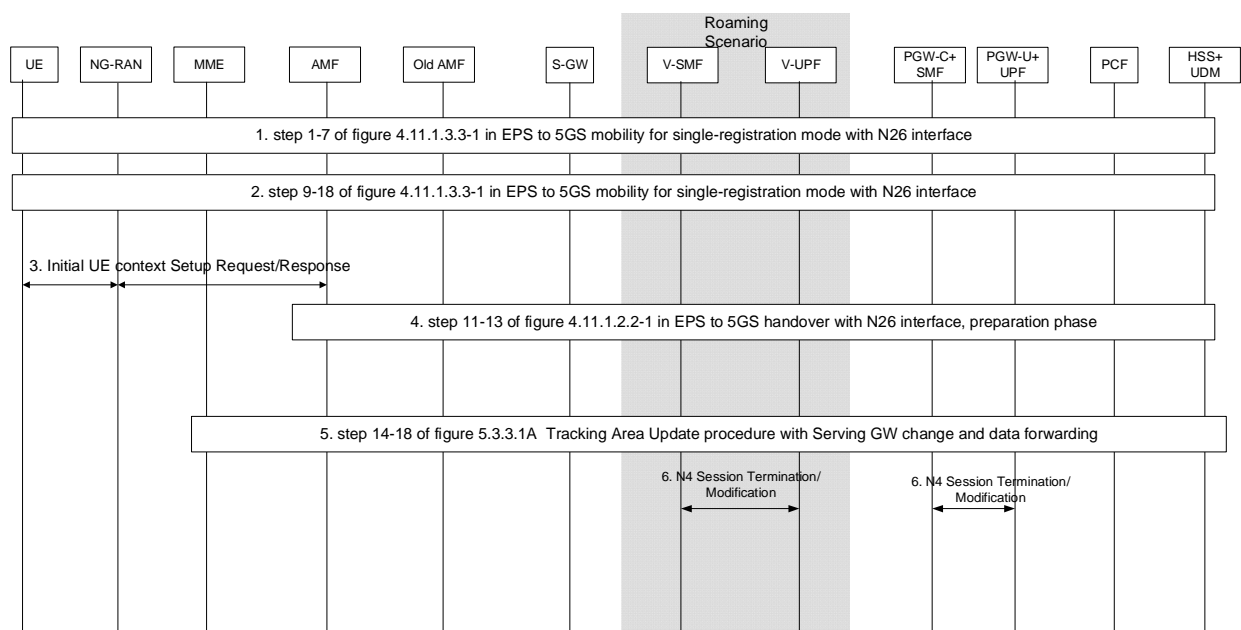 Roaming
Scenario
UE
NG-RAN
MME
AMF
Old AMF
S-GW
V-SMF
V-UPF
PGW-C+
SMF
PGW-U+
UPF
PCF
HSS+
UDM
1. step 1-7 of figure 4.11.1.3.3-1 in EPS to 5GS mobility for single-registration mode with N26 interface
2. step 9-18 of figure 4.11.1.3.3-1 in EPS to 5GS mobility for single-registration mode with N26 interface
3. Initial UE context Setup Request/Response
4. step 11-13 of figure 4.11.1.2.2-1 in EPS to 5GS handover with N26 interface, preparation phase
5. step 14-18 of figure 5.3.3.1A Tracking Area Update procedure with Serving GW change and data forwarding
6. N4 Session Termination/
Modification
6. N4 Session Termination/
Modification